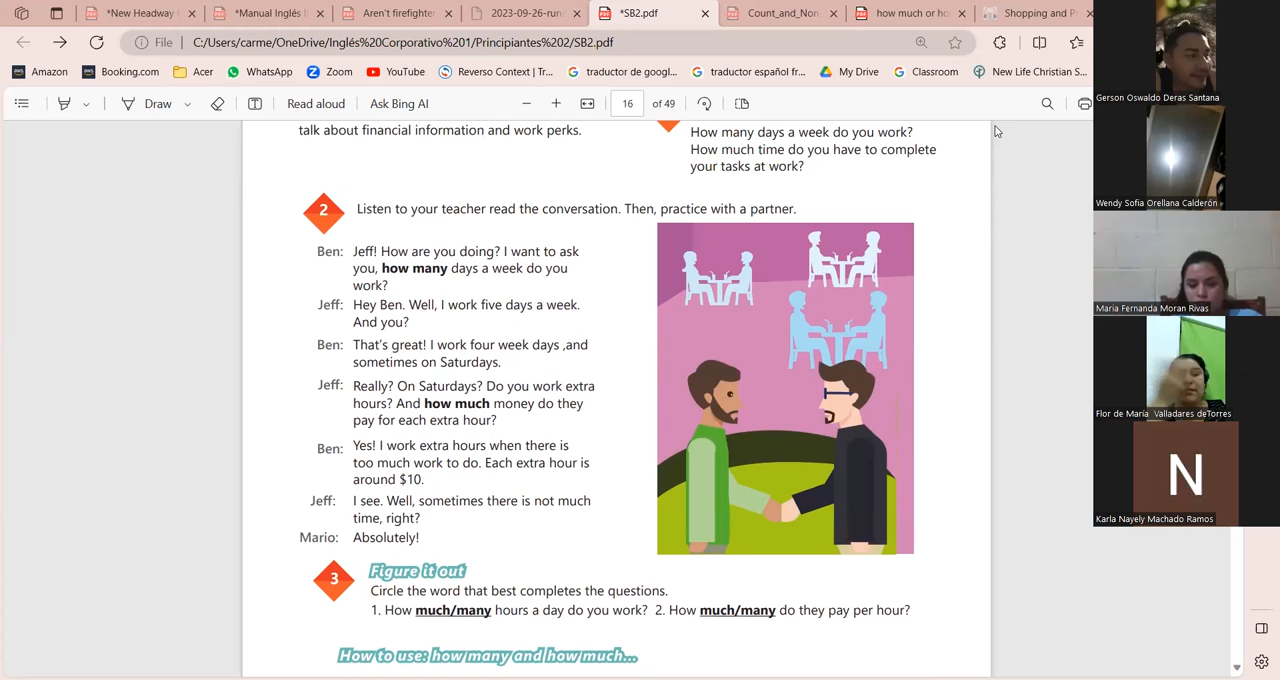 *New Headway
*Manual Inglés
Aren't firefighter
2023-09-26-run
*SB2.pdf
Count_and_Non
how much or ho
Shopping and P
File
C:/Users/carme/OneDrive/Inglés%20Corporativo%201/Principiantes%202/SB2.pdf
Amazon
Booking.com
Acer
WhatsApp
Zoom
YouTube
Reverso Context | Tr...
traductor de googl...
traductor español fr...
My Drive
Classroom
New Life Christian S...
Draw
Read aloud
Ask Bing AI
16 of 49
talk about financial information and work perks.
How many days a week do you work?
How much time do you have to complete
your tasks at work?
2
Listen to your teacher read the conversation. Then, practice with a partner.
Ben: Jeff! How are you doing? I want to ask
you, how many days a week do you
work?
Jeff: Hey Ben. Well, I work five days a week.
And you?
Ben: That's great! I work four week days ,and
sometimes on Saturdays.
Jeff: Really? On Saturdays? Do you work extra
hours? And how much money do they
pay for each extra hour?
Ben: Yes! I work extra hours when there is
too much work to do. Each extra hour is
around $10.
Jeff: I see. Well, sometimes there is not much
time, right?
Mario: Absolutely!
3
Figure it out
Circle the word that best completes the questions.
1. How much/many hours a day do you work? 2. How much/many do they pay per hour?
How to use: how many and how much...
Gerson Oswaldo Deras Santana
Wendy Sofía Orellana Calderón
Maria Fernanda Moran Rivas
Flor de María Valladares deTorres
N
Karla Nayely Machado Ramos